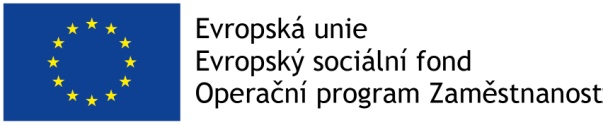 Evropská unie
Evropský sociální fond
Operační program Zaměstnanost